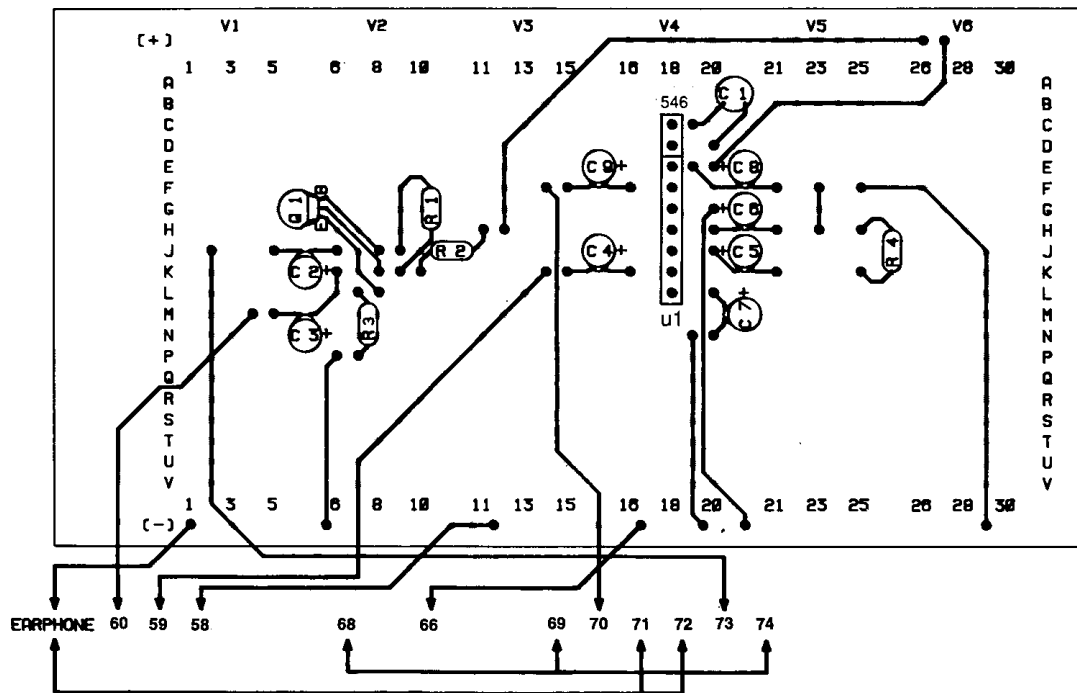 V1 V2 V3 V4 V5 V6
(+)
1 3 5 6 8 10 11 13 15 16 18 20 21 23 25 26 28 30
A A
B 546 C 1 B
C C
D D
E C 9 + + C 8 E
F B R 1 F
G Q 1 C C 6 G
H E H
J R 2 C 4 + C 5 R 4 J
K C 2 + K
L C 7 + L
M u1 M
N C 3 + R 3 N
P P
Q Q
R R
S S
T T
U U
V V
1 3 5 6 8 10 11 13 15 16 18 20 21 23 25 26 28 30
(-)
EARPHONE 60 59 58 68 66 69 70 71 72 73 74